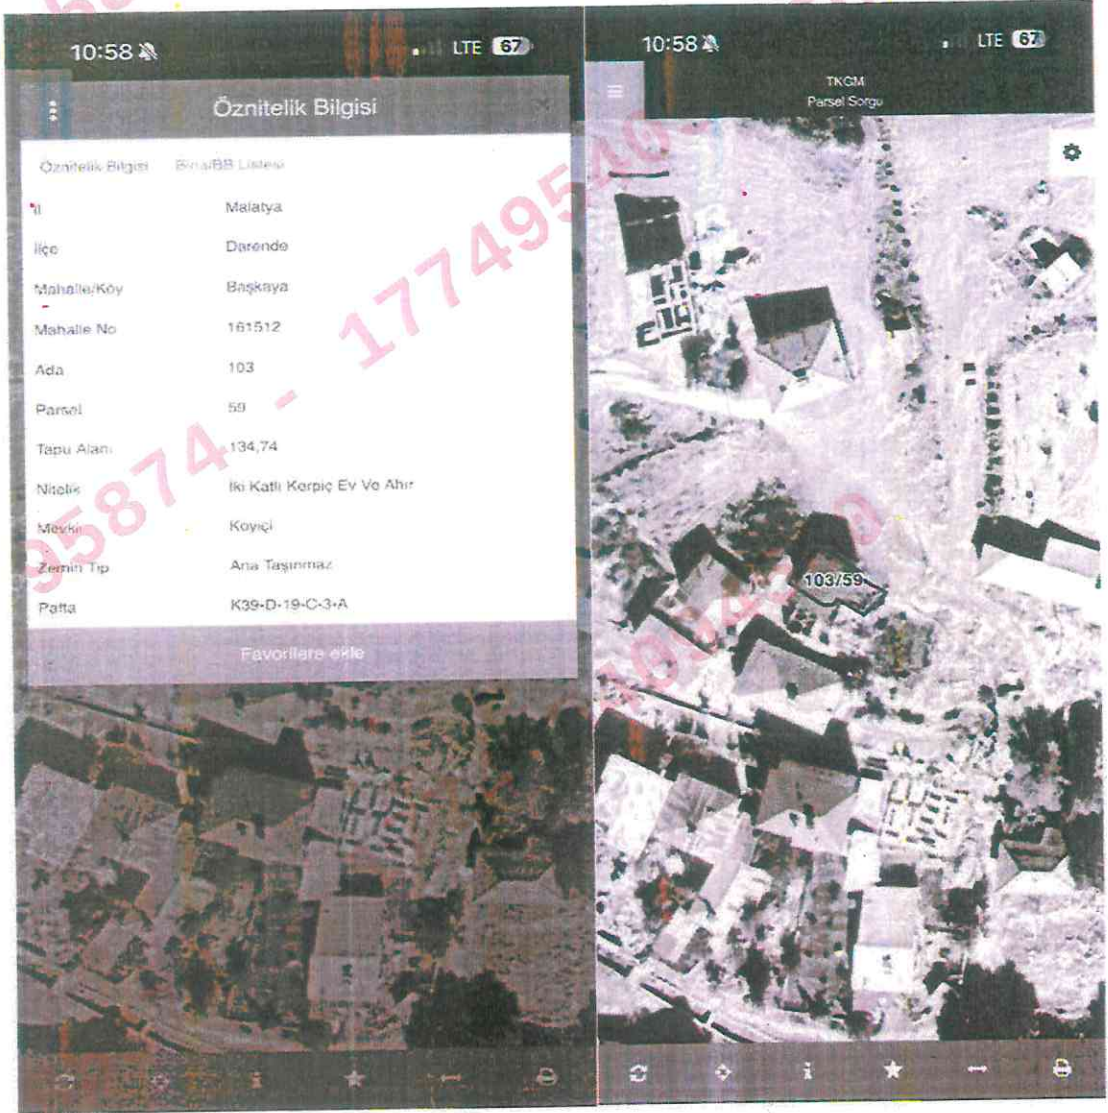 10:58
LTE 67
Öznitelik Bilgisi
Öznitelik Bilgisi Bina/BB Listesi
İl Malatya
İlçe Darende
Mahalle/Köy Başkaya
Mahalle No 161512
Ada 103
Parsel 59
Tapu Alanı 134,74
Nitelik İki Katlı Kerpiç Ev Ve Ahır
Mevkii Köyiçi
Zemin Tip Ana Taşınmaz
Pafta K39-D-19-C-3-A
Favorilere ekle
95874 - 17749540
10:58
LTE 67
TKGM
Parsel Sorgu
103/59